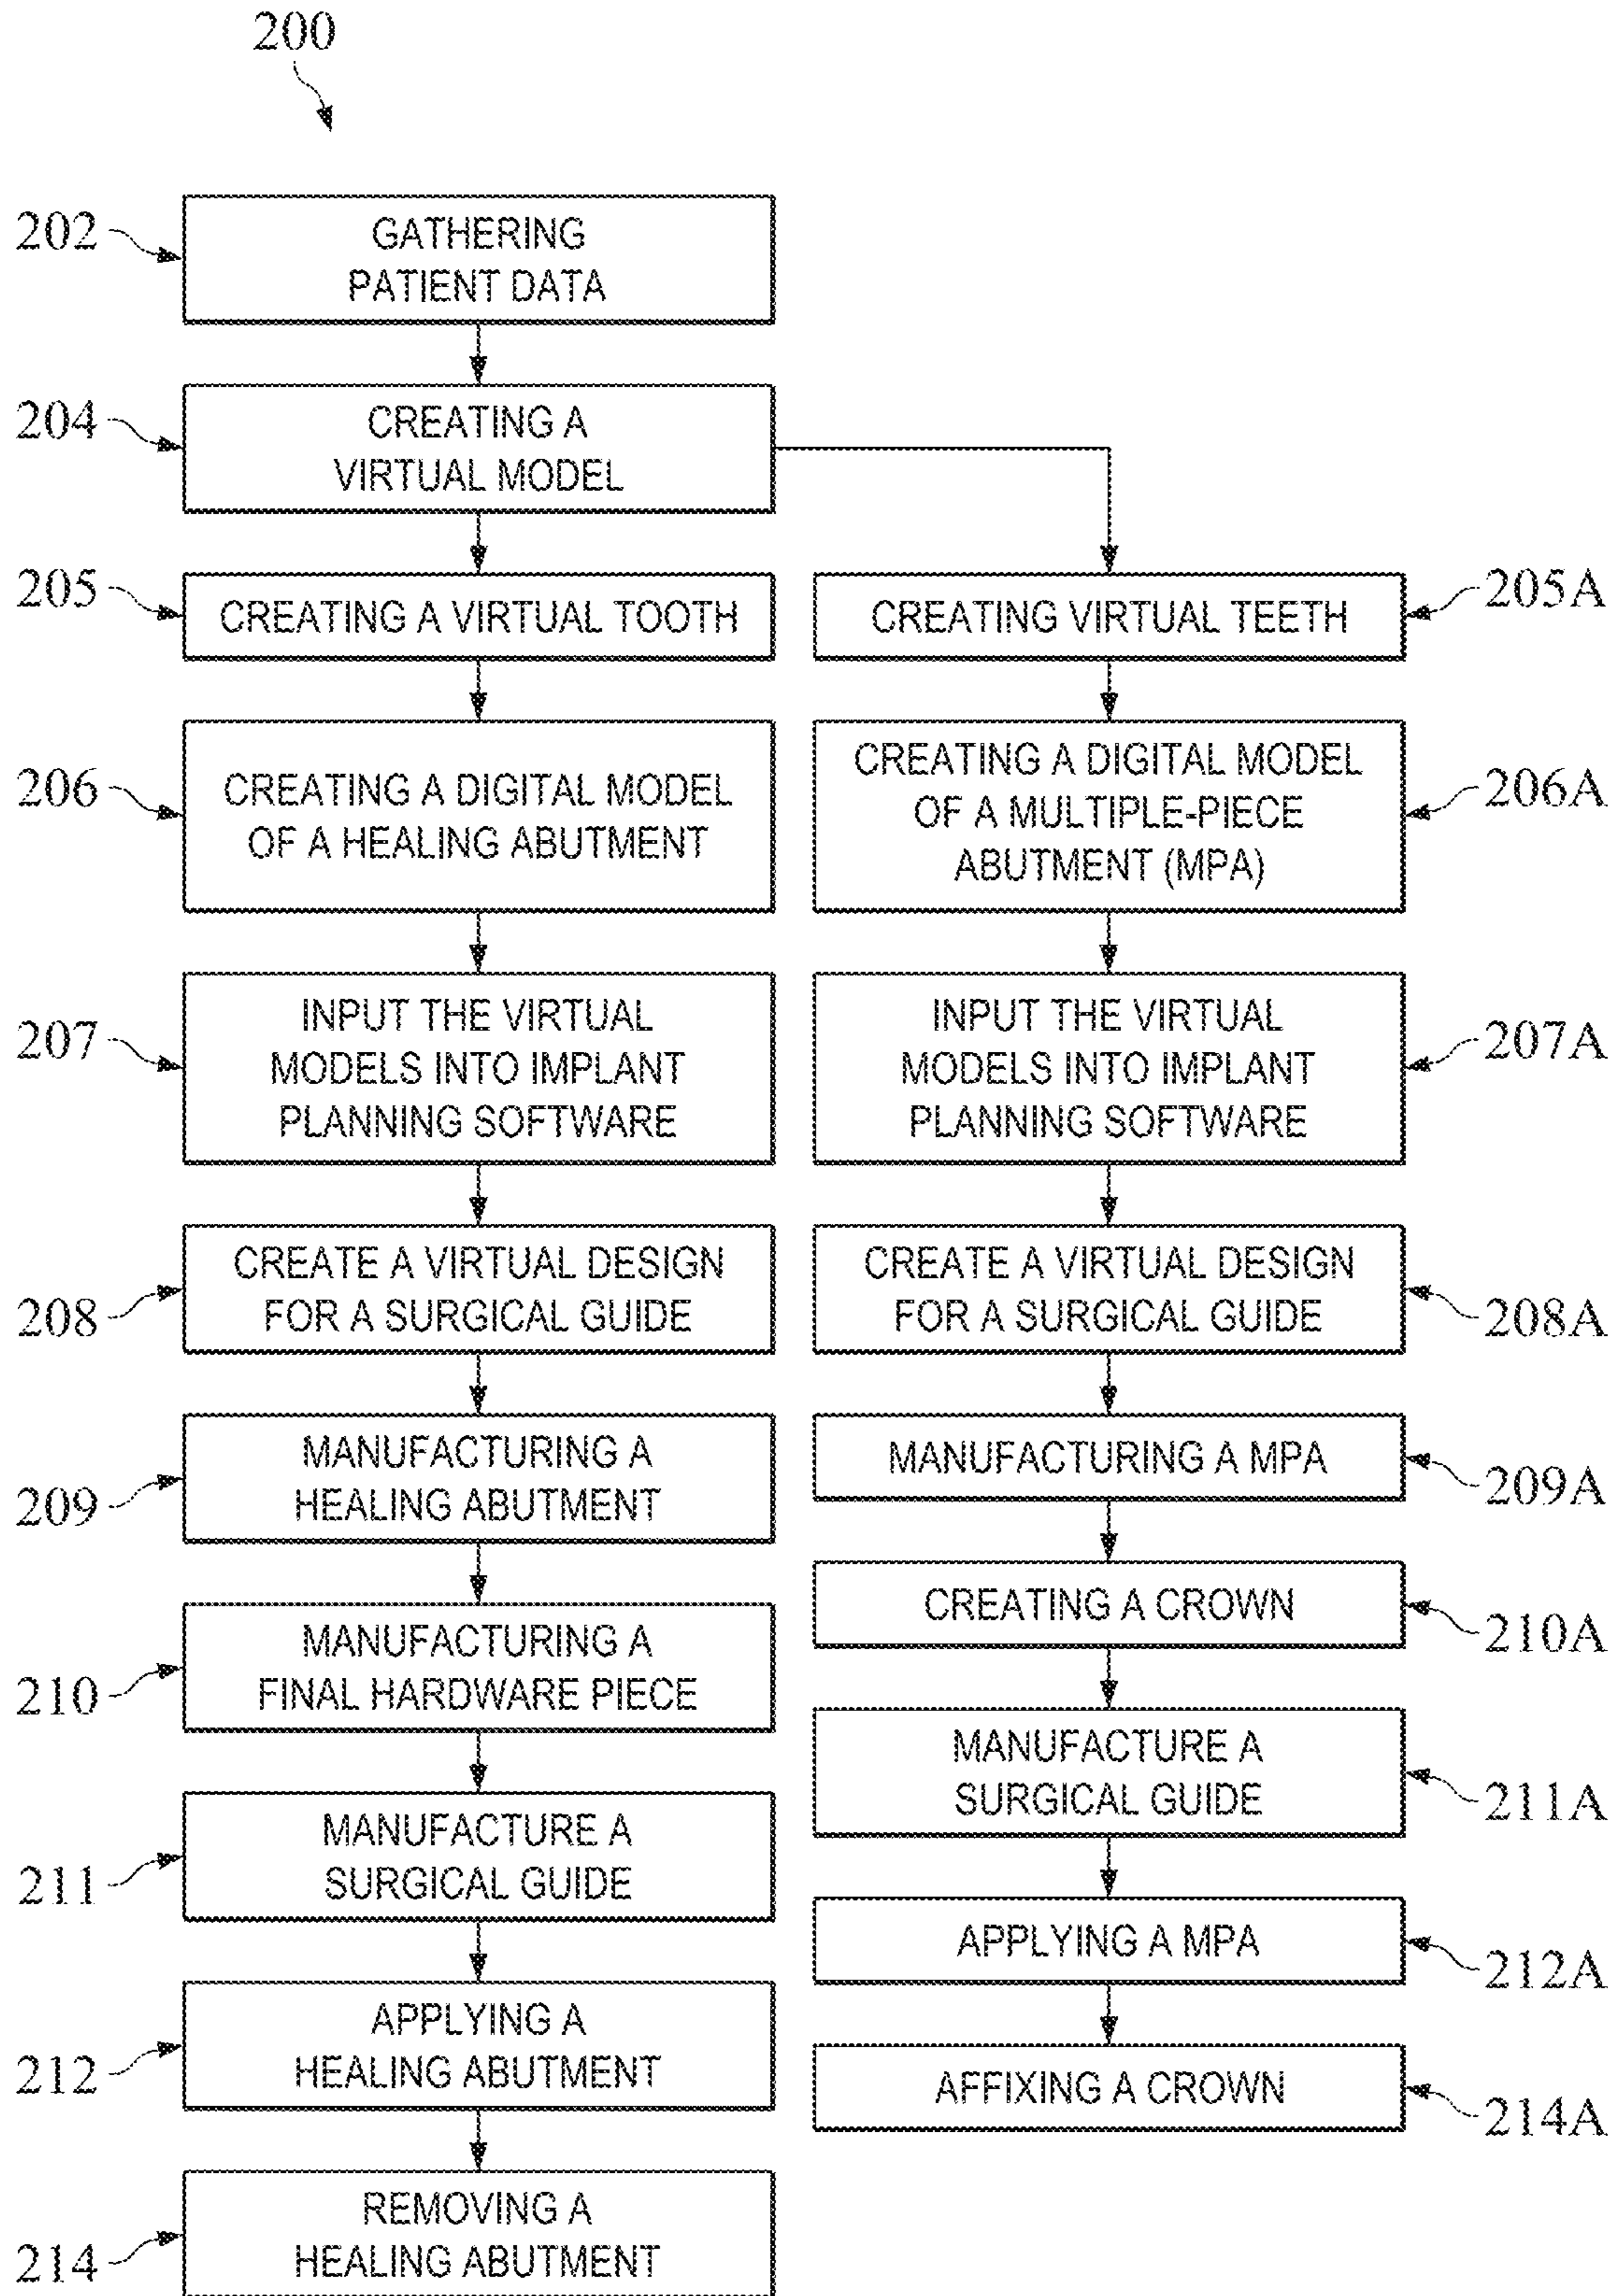 200
202
GATHERING
PATIENT DATA
204
CREATING A
VIRTUAL MODEL
205
CREATING A VIRTUAL TOOTH
CREATING VIRTUAL TEETH
205A
206
CREATING A DIGITAL MODEL
OF A HEALING ABUTMENT
CREATING A DIGITAL MODEL
OF A MULTIPLE-PIECE
ABUTMENT (MPA)
206A
207
INPUT THE VIRTUAL
MODELS INTO IMPLANT
PLANNING SOFTWARE
INPUT THE VIRTUAL
MODELS INTO IMPLANT
PLANNING SOFTWARE
207A
208
CREATE A VIRTUAL DESIGN
FOR A SURGICAL GUIDE
CREATE A VIRTUAL DESIGN
FOR A SURGICAL GUIDE
208A
209
MANUFACTURING A
HEALING ABUTMENT
MANUFACTURING A MPA
209A
210
MANUFACTURING A
FINAL HARDWARE PIECE
CREATING A CROWN
210A
211
MANUFACTURE A
SURGICAL GUIDE
MANUFACTURE A
SURGICAL GUIDE
211A
212
APPLYING A
HEALING ABUTMENT
APPLYING A MPA
212A
214
REMOVING A
HEALING ABUTMENT
AFFIXING A CROWN
214A